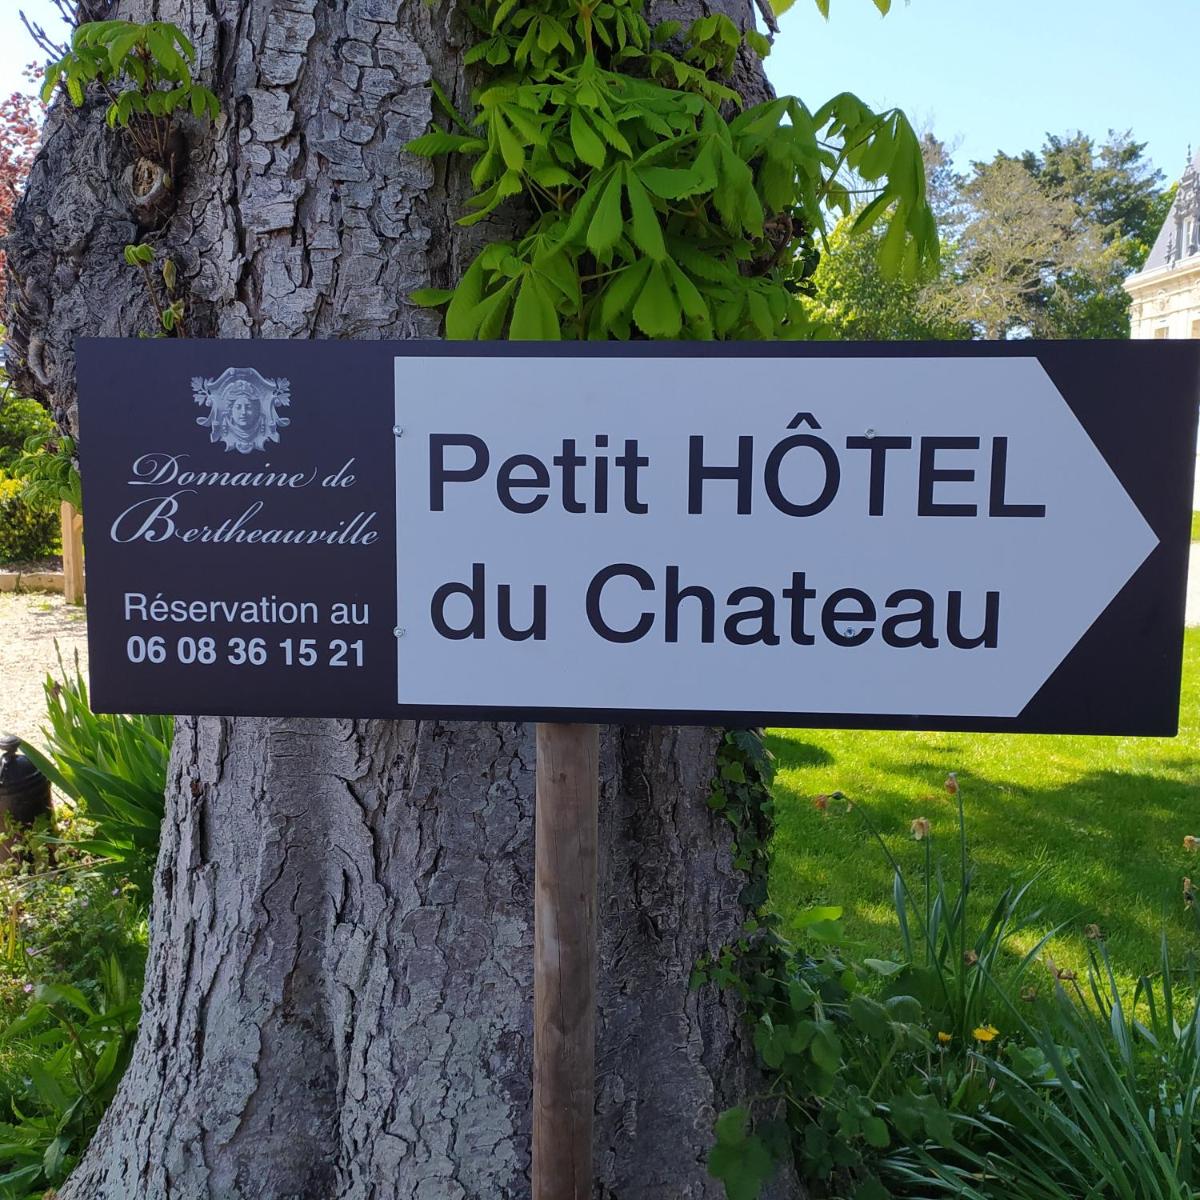 Domaine de
Bertheauville
Réservation au
06 08 36 15 21
Petit HÔTEL
du Chateau